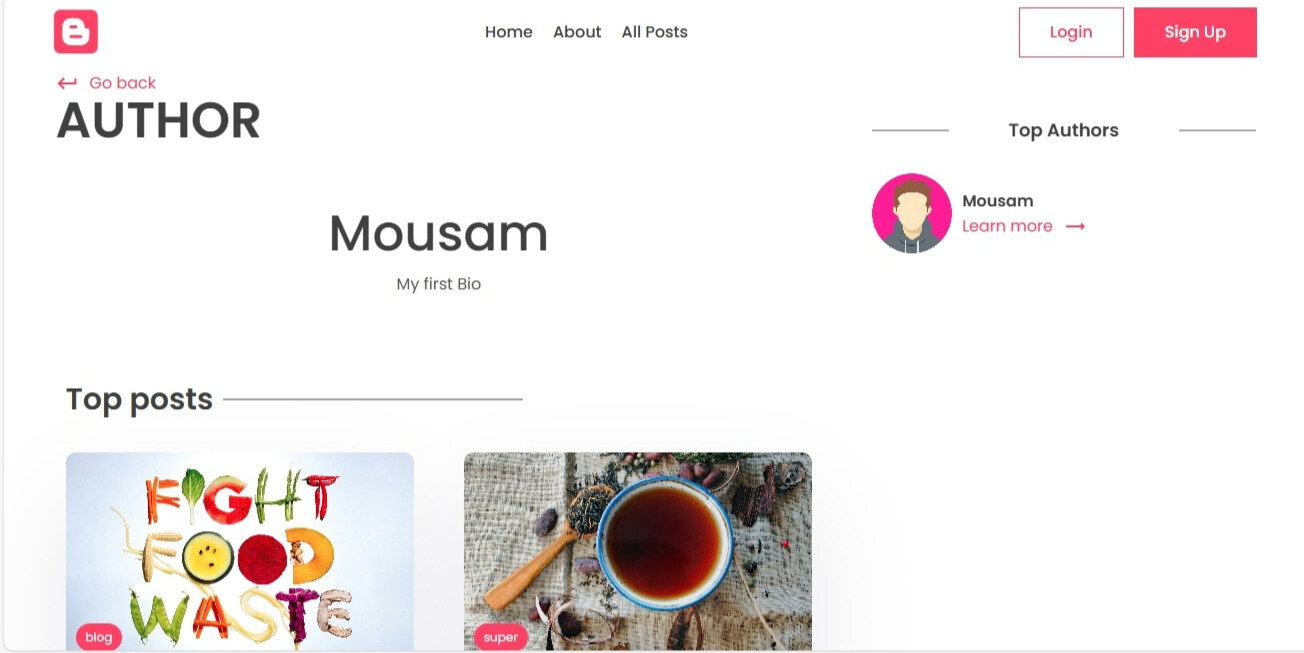 Home About All Posts
Login
Sign Up
Go back
AUTHOR
Mousam
My first Bio
Top Authors
Mousam
Learn more
Top posts
FIGHT
FOOD
WASTE
blog
super